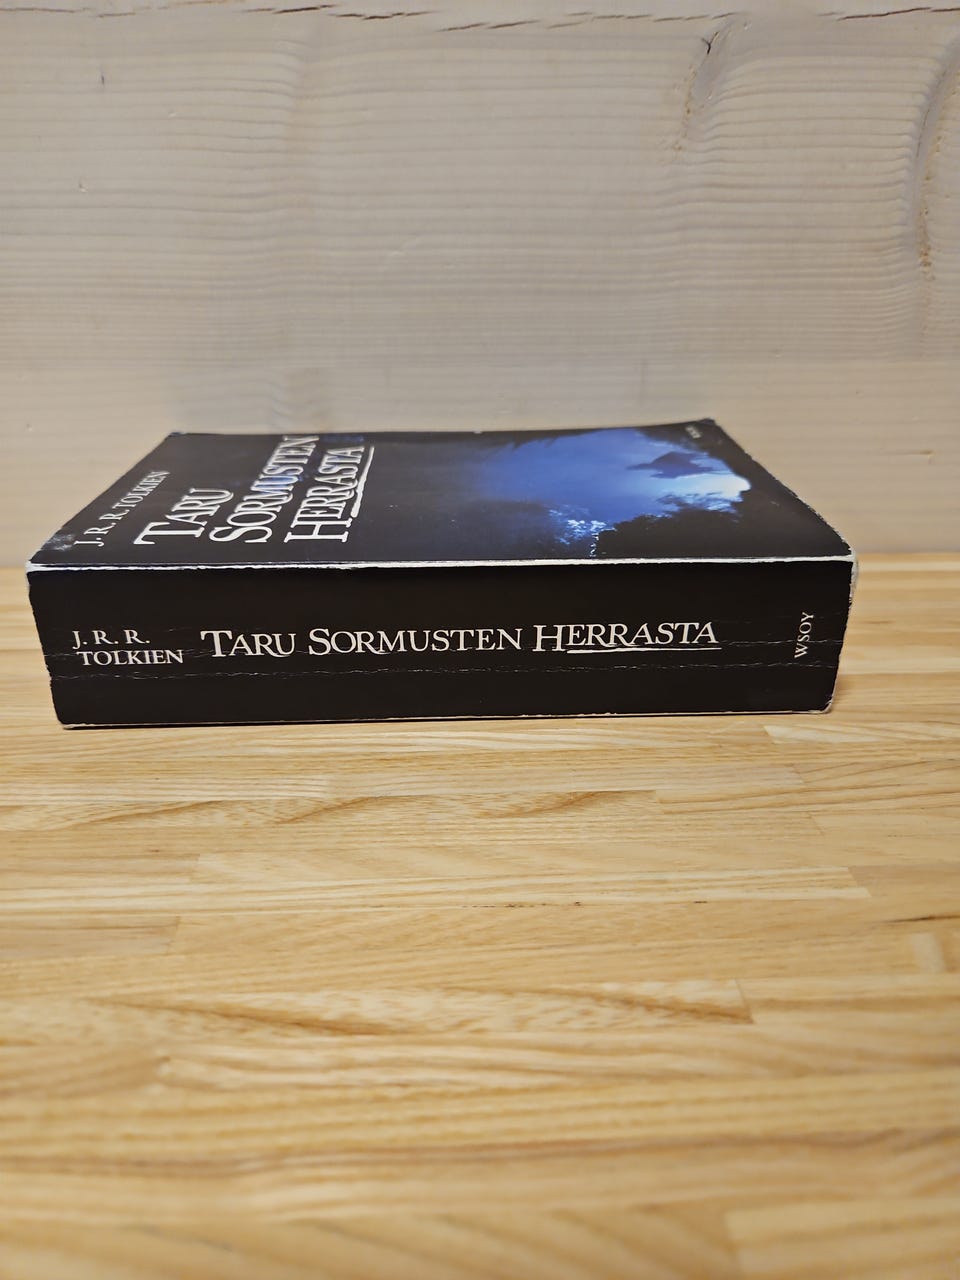 J. R. R. TOLKIEN
TARU
SORMUSTEN
HERRASTA
J. R. R.
TOLKIEN
TARU SORMUSTEN HERRASTA
WSOY